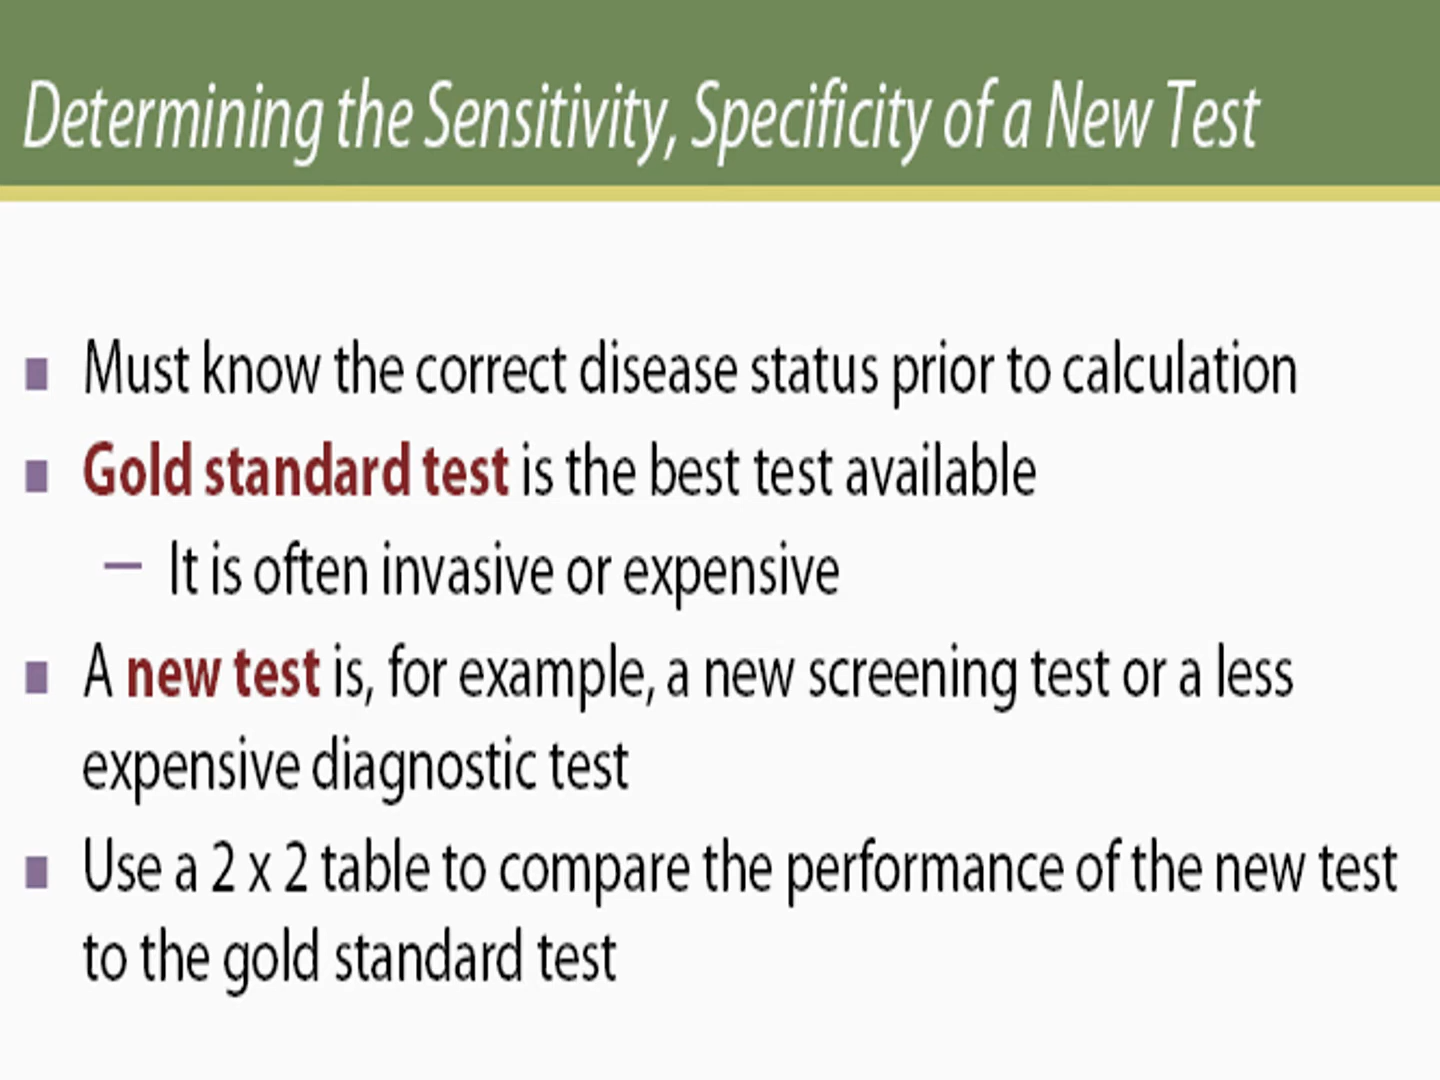 Determining the Sensitivity, Specificity of a New Test
Must know the correct disease status prior to calculation
Gold standard test is the best test available
— It is often invasive or expensive
A new test is, for example, a new screening test or a less
expensive diagnostic test
Use a 2 x 2 table to compare the performance of the new test
to the gold standard test